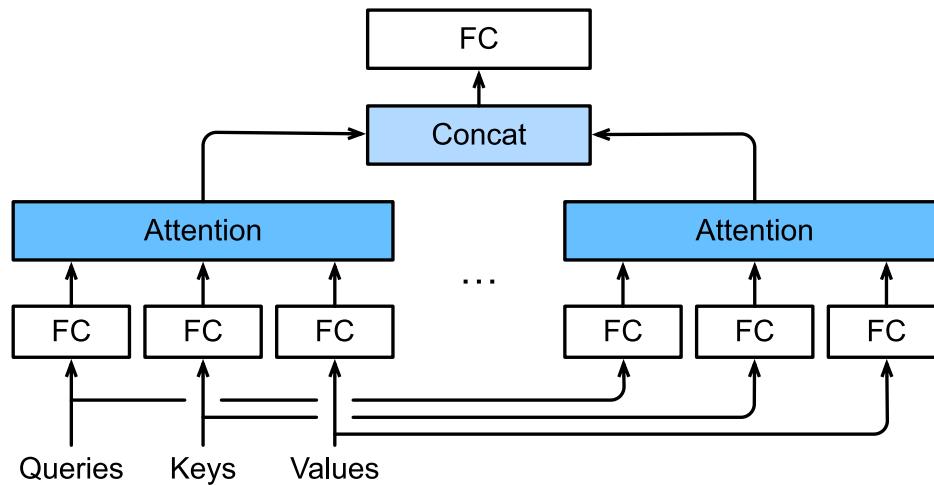 FC
Concat
Attention Attention
...
FC FC FC FC FC FC
Queries Keys Values